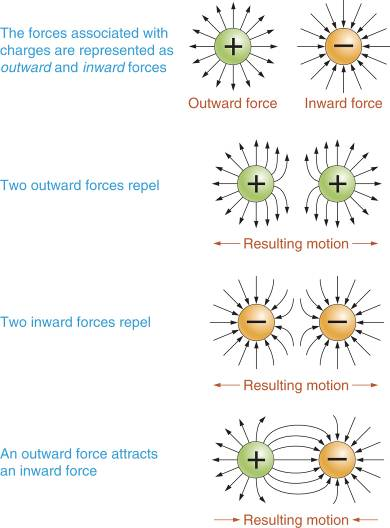 The forces associated with
charges are represented as
outward and inward forces
+
−
Outward force
Inward force
Two outward forces repel
+
+
Resulting motion
Two inward forces repel
−
−
Resulting motion
An outward force attracts
an inward force
+
−
Resulting motion